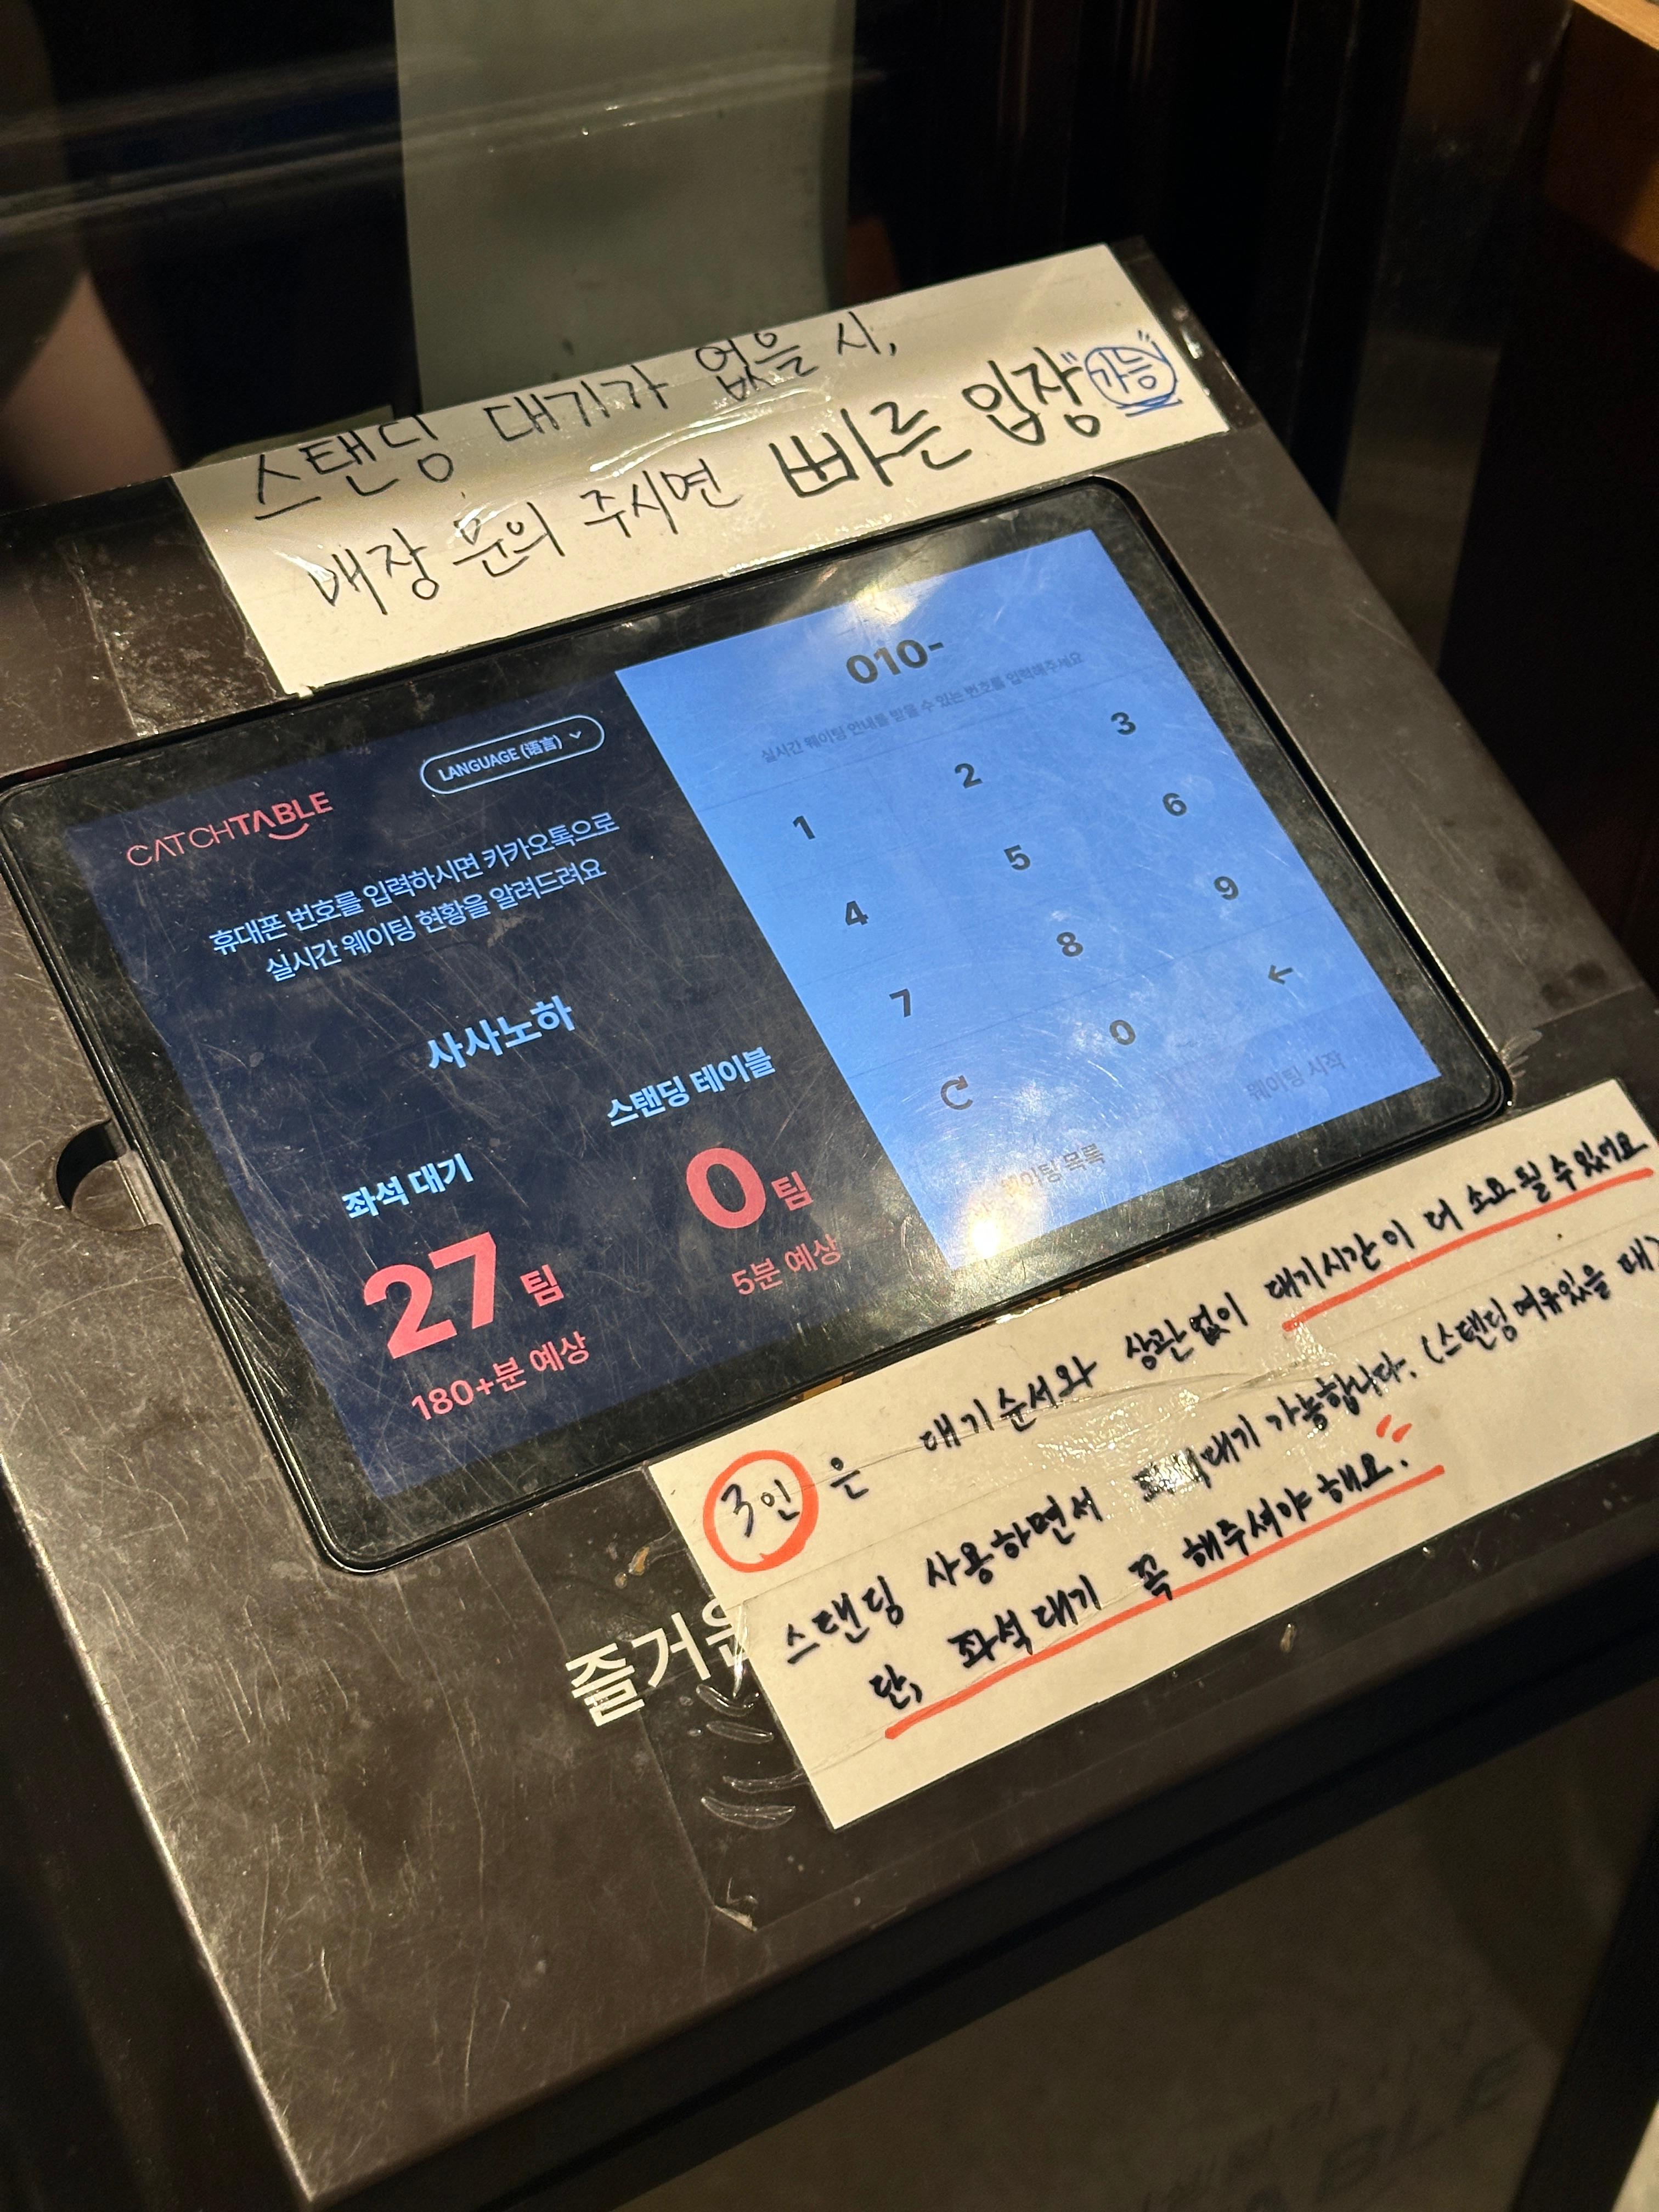 스탠딩 대기가 없을 시,
매장 문의 주시면 빠른 입장 "가능"
LANGUAGE (语言)
CATCHTABLE
휴대폰 번호를 입력하시면 카카오톡으로
실시간 웨이팅 현황을 알려드려요
사사노하
좌석 대기
27 팀
180+분 예상
스탠딩 테이블
0 팀
5분 예상
010-
실시간 웨이팅 안내를 받을 수 있는 번호를 입력해주세요
1 2 3
4 5 6
7 8 9
0 ←
웨이팅 목록
웨이팅 시작
3인은 대기순서와 상관없이 대기시간이 더 소요될 수 있어요
스탠딩 사용하면서 좌석대기 가능합니다. (스탠딩 여유있을 때)
단, 좌석대기 꼭 해주셔야 해요.
즐거운